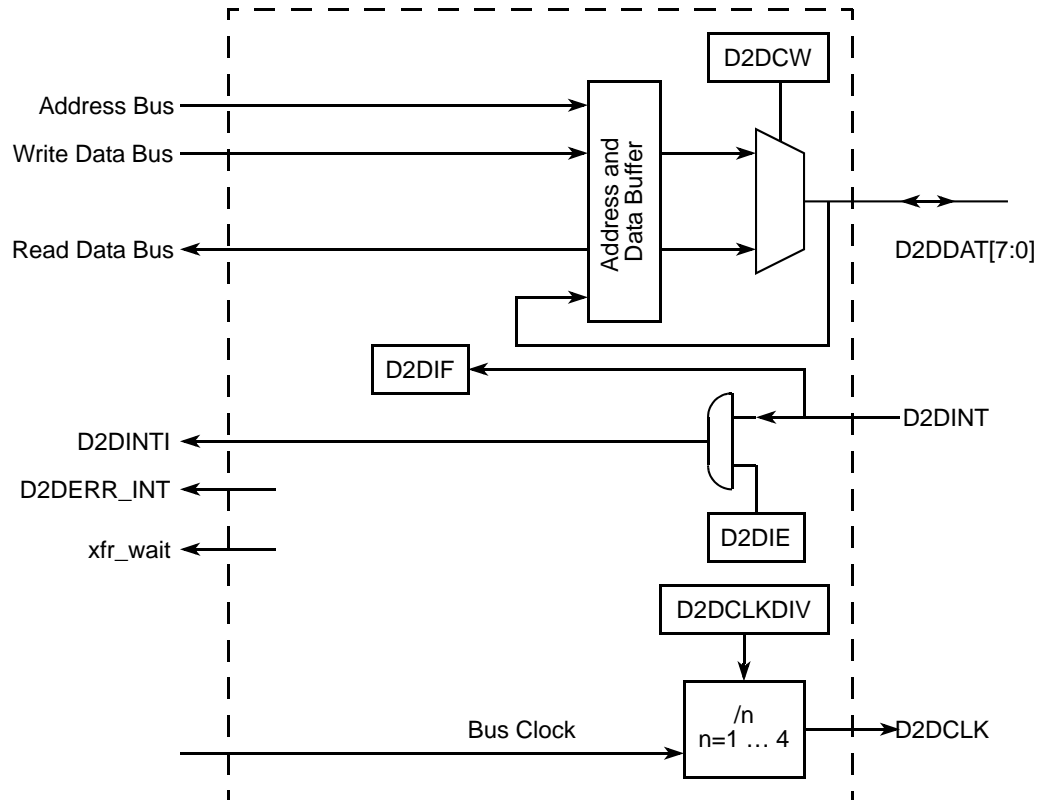 D2DCW
Address Bus
Write Data Bus
Address and
Data Buffer
Read Data Bus
D2DDAT[7:0]
D2DIF
D2DINT
D2DINTI
D2DERR_INT
D2DIE
xfr_wait
D2DCLKDIV
/n
n=1 … 4
Bus Clock
D2DCLK